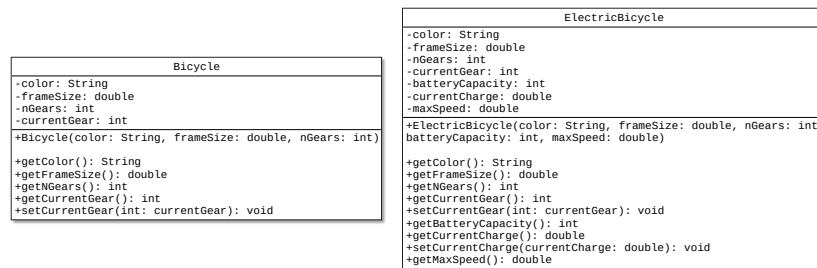 Bicycle
-color: String
-frameSize: double
-nGears: int
-currentGear: int
+Bicycle(color: String, frameSize: double, nGears: int)
+getColor(): String
+getFrameSize(): double
+getNGears(): int
+getCurrentGear(): int
+setCurrentGear(int: currentGear): void
ElectricBicycle
-color: String
-frameSize: double
-nGears: int
-currentGear: int
-batteryCapacity: int
-currentCharge: double
-maxSpeed: double
+ElectricBicycle(color: String, frameSize: double, nGears: int
batteryCapacity: int, maxSpeed: double)
+getColor(): String
+getFrameSize(): double
+getNGears(): int
+getCurrentGear(): int
+setCurrentGear(int: currentGear): void
+getBatteryCapacity(): int
+getCurrentCharge(): double
+setCurrentCharge(currentCharge: double): void
+getMaxSpeed(): double